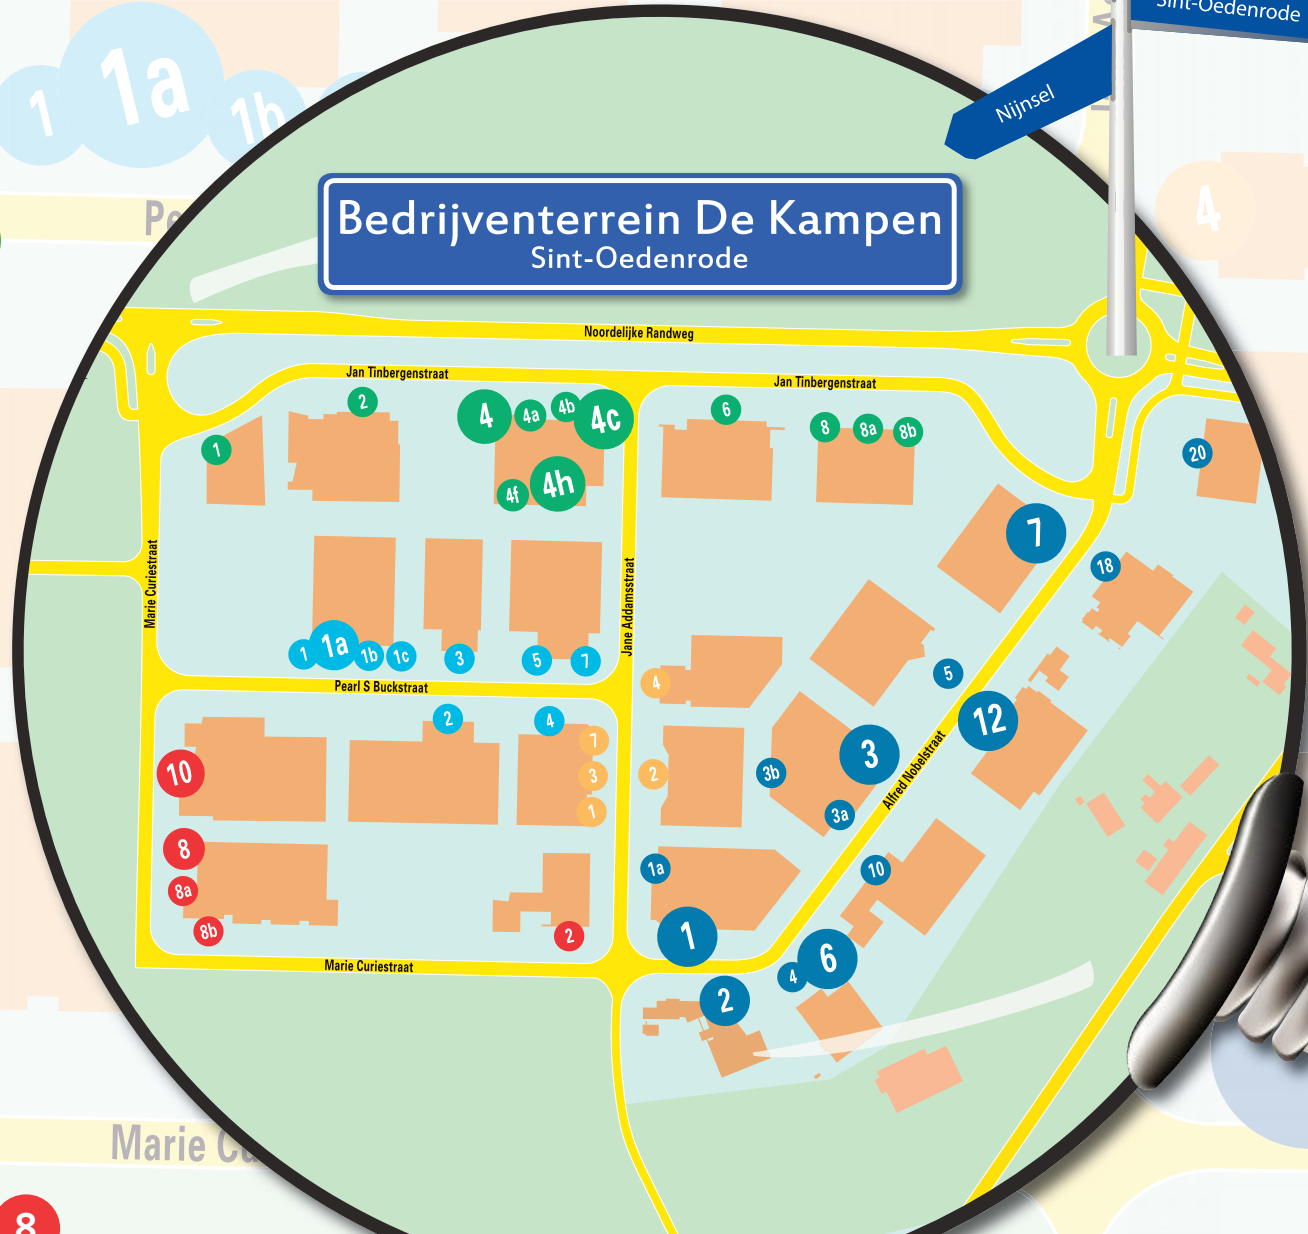 Sint-Oedenrode
Nijnsel
1
1a
1b
4
Bedrijventerrein De Kampen
Sint-Oedenrode
Noordelijke Randweg
Jan Tinbergenstraat
Jan Tinbergenstraat
2
4
4a
4b
4c
6
8
8a
8b
1
20
4f
4h
7
18
Marie Curiestraat
Jane Addamsstraat
1
1a
1b
1c
3
5
7
4
5
Pearl S Buckstraat
2
4
12
7
10
3
2
3b
3
1
3a
Alfred Nobelstraat
8
8a
8b
1a
10
2
1
Marie Curiestraat
4
6
2
Marie Cu
8